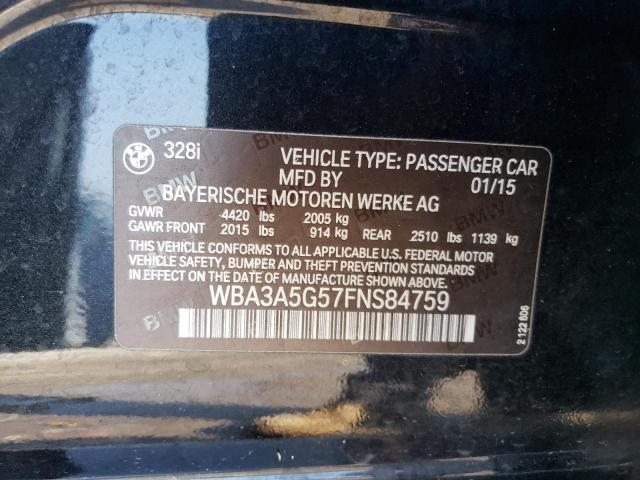 328i VEHICLE TYPE: PASSENGER CAR
MFD BY 01/15
BAYERISCHE MOTOREN WERKE AG
GVWR 4420 lbs 2005 kg
GAWR FRONT 2015 lbs 914 kg REAR 2510 lbs 1139 kg
THIS VEHICLE CONFORMS TO ALL APPLICABLE U.S. FEDERAL MOTOR
VEHICLE SAFETY, BUMPER, AND THEFT PREVENTION STANDARDS
IN EFFECT ON THE DATE OF MANUFACTURE SHOWN ABOVE.
WBA3A5G57FNS84759
2 122 606